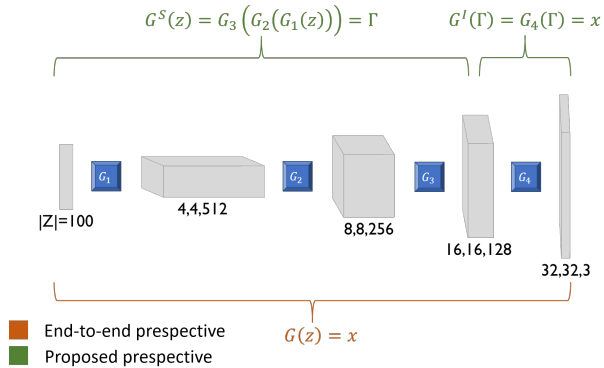 G^S(z) = G_3(G_2(G_1(z))) = Γ
G^I(Γ) = G_4(Γ) = x
G_1
G_2
G_3
G_4
|Z|=100
4,4,512
8,8,256
16,16,128
32,32,3
G(z) = x
End-to-end prespective
Proposed prespective